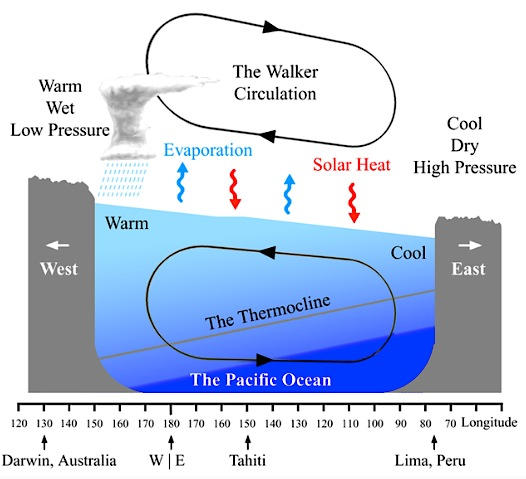 The Walker
Circulation
Warm
Wet
Low Pressure
Cool
Dry
High Pressure
Evaporation
Solar Heat
Warm
Cool
West
East
The Thermocline
The Pacific Ocean
120 130 140 150 160 170 180 170 160 150 140 130 120 110 100 90 80 70 Longitude
Darwin, Australia W | E Tahiti Lima, Peru